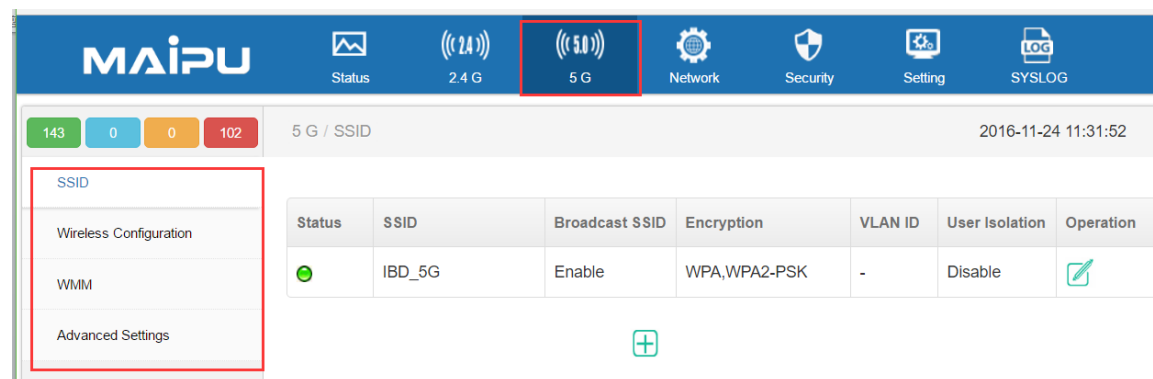 MAIPU
((( 2.4 ))) ((( 5.0 ))) LOG
Status 2.4 G 5 G Network Security Setting SYSLOG
143 0 0 102 5 G / SSID 2016-11-24 11:31:52
SSID
Wireless Configuration
WMM
Advanced Settings
Status SSID Broadcast SSID Encryption VLAN ID User Isolation Operation
IBD_5G Enable WPA,WPA2-PSK - Disable